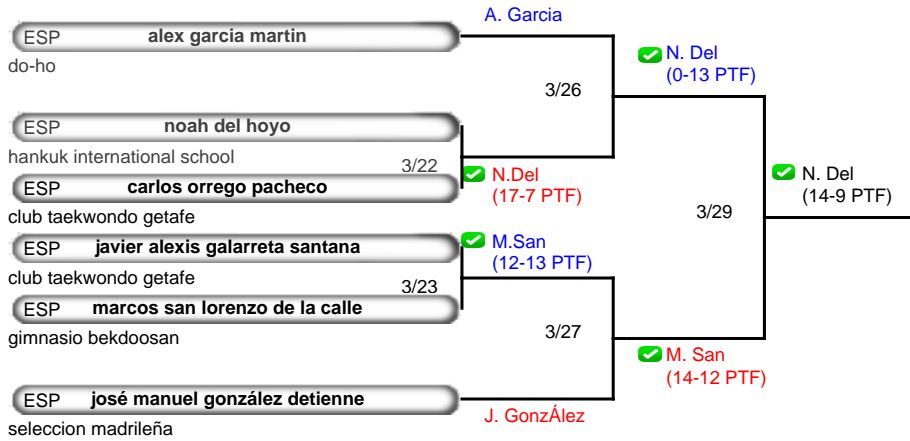 A. Garcia
ESP alex garcia martin
do-ho
N. Del
(0-13 PTF)
3/26
ESP noah del hoyo
hankuk international school
3/22
N.Del
(17-7 PTF)
N. Del
(14-9 PTF)
ESP carlos orrego pacheco
club taekwondo getafe
3/29
ESP javier alexis galarreta santana
club taekwondo getafe
M.San
(12-13 PTF)
3/23
ESP marcos san lorenzo de la calle
gimnasio bekdoosan
3/27
M. San
(14-12 PTF)
ESP josé manuel gonzález detienne
J. GonzÁlez
seleccion madrileña